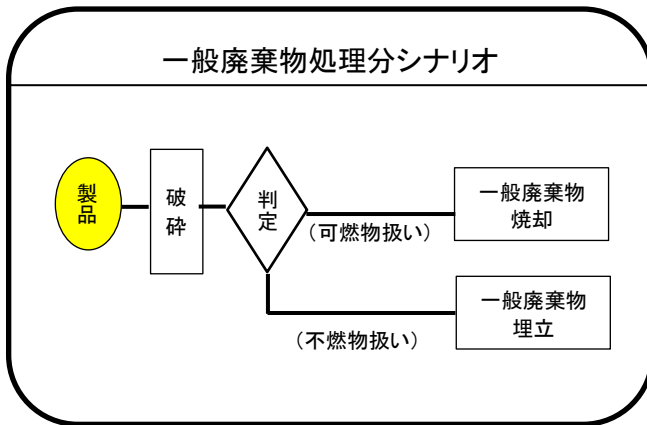 一般廃棄物処理分シナリオ
製品
破砕
判定
(可燃物扱い)
一般廃棄物
焼却
(不燃物扱い)
一般廃棄物
埋立